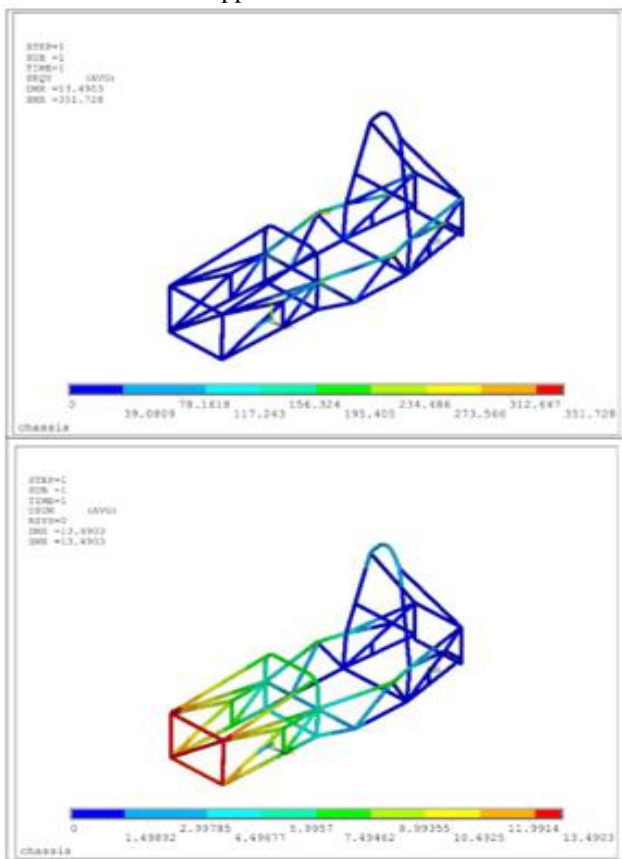 STEP=1
SUB =1
TIME=1
SEQV (AVG)
DMX =13.4903
SMX =351.728
0 78.1618 156.324 234.486 312.647
39.0809 117.243 195.405 273.566 351.728
chassis
STEP=1
SUB =1
TIME=1
USUM (AVG)
RSYS=0
DMX =13.4903
SMX =13.4903
0 2.99785 5.9957 8.99355 11.9914
1.49892 4.49677 7.49462 10.4925 13.4903
chassis